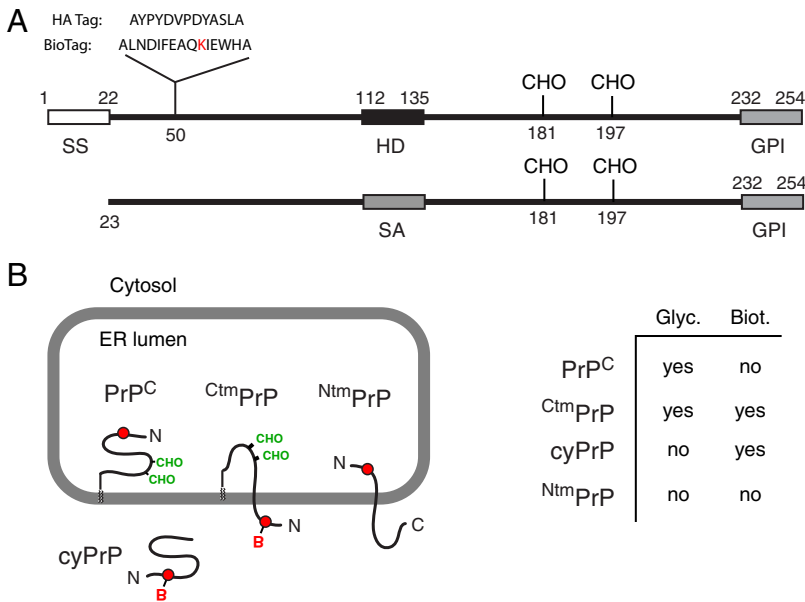 A
HA Tag: AYPYDVPDYASLA
BioTag: ALNDIFEAQKIEWHA
1 22 112 135 CHO CHO 232 254
SS 50 HD 181 197 GPI
CHO CHO 232 254
23 SA 181 197 GPI
B
Cytosol
ER lumen
PrPC CtmPrP NtmPrP
N CHO CHO
CHO CHO
N
N B
C
cyPrP
N
B
Glyc. Biot.
PrPC yes no
CtmPrP yes yes
cyPrP no yes
NtmPrP no no